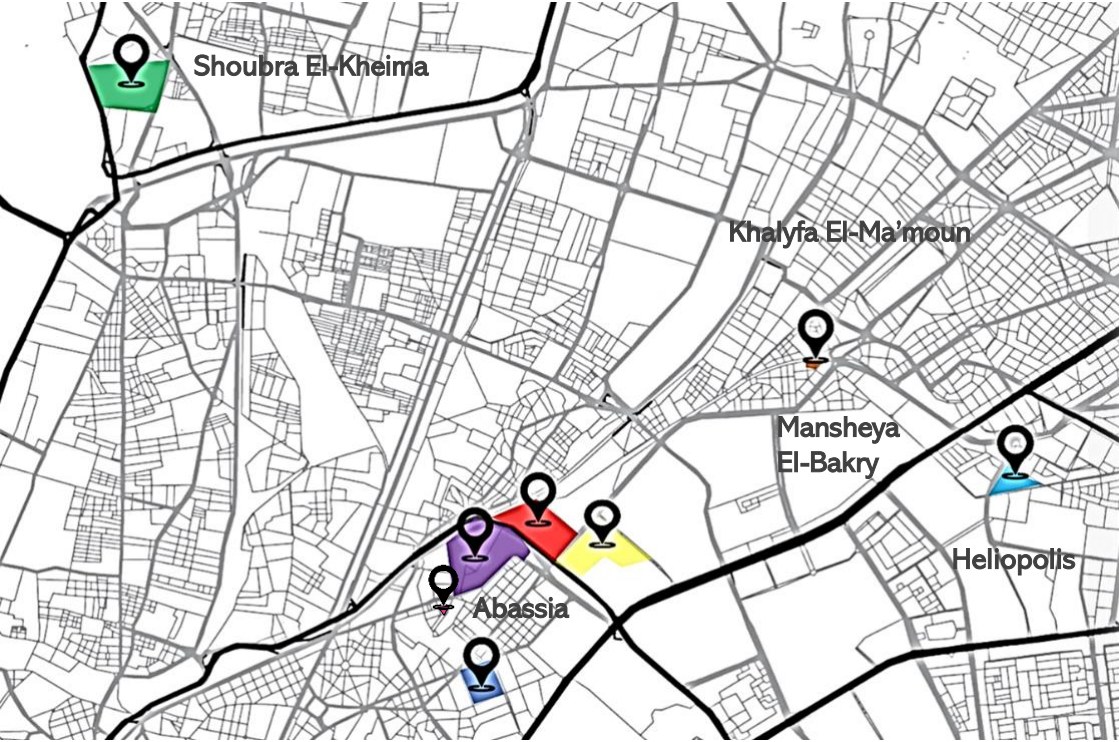 Shoubra El-Kheima
Khalyfa El-Ma'moun
Mansheya
El-Bakry
Heliopolis
Abassia